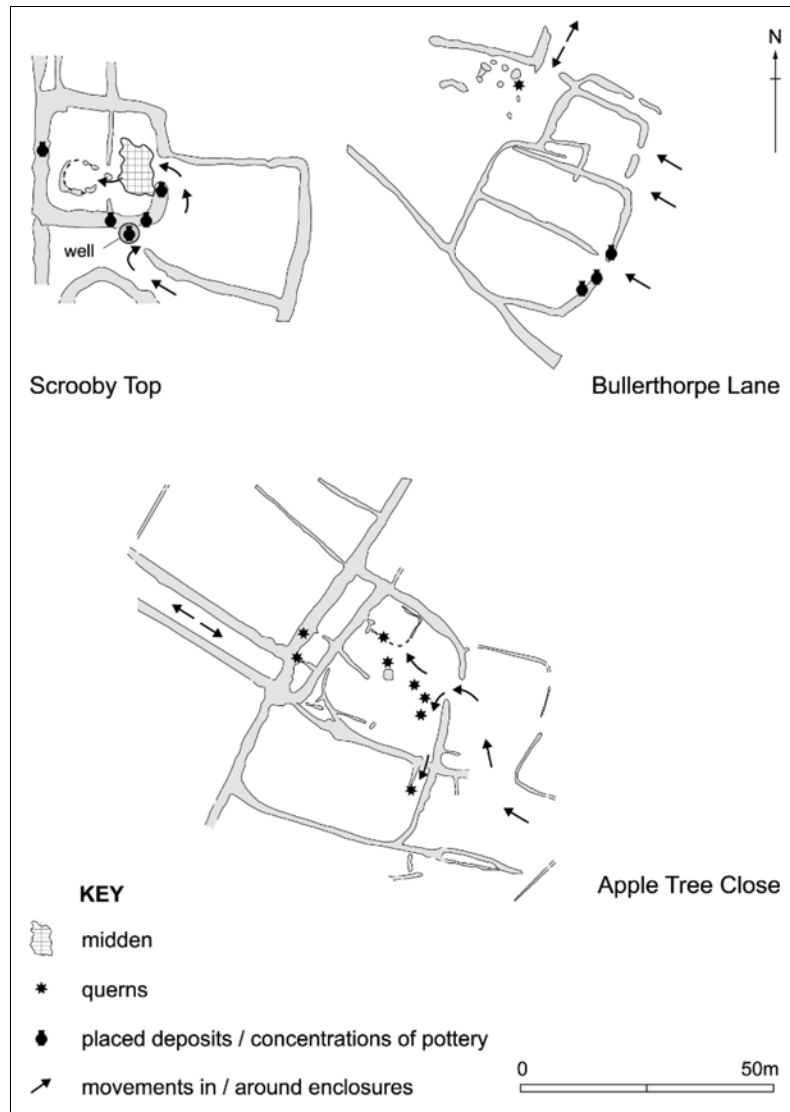 N
well
Scrooby Top
Bullerthorpe Lane
Apple Tree Close
KEY
midden
querns
placed deposits / concentrations of pottery
movements in / around enclosures
0 50m